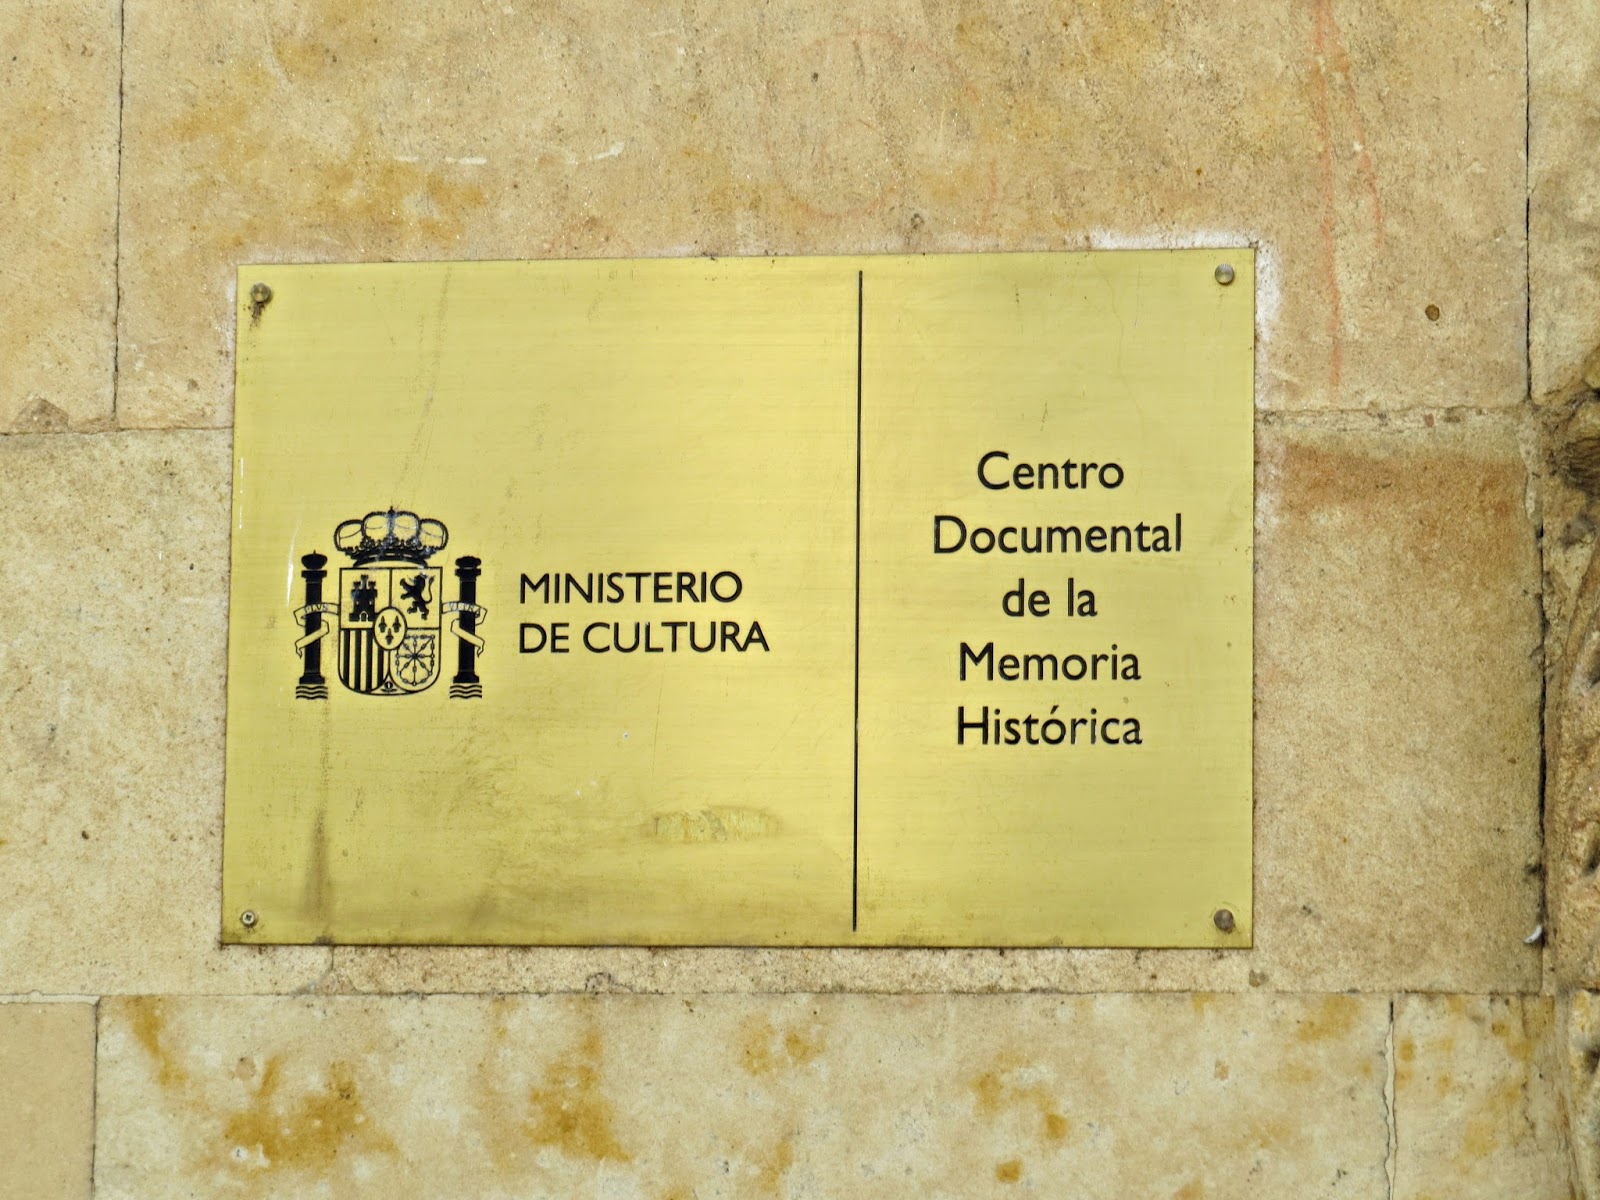 MINISTERIO
DE CULTURA
Centro
Documental
de la
Memoria
Histórica